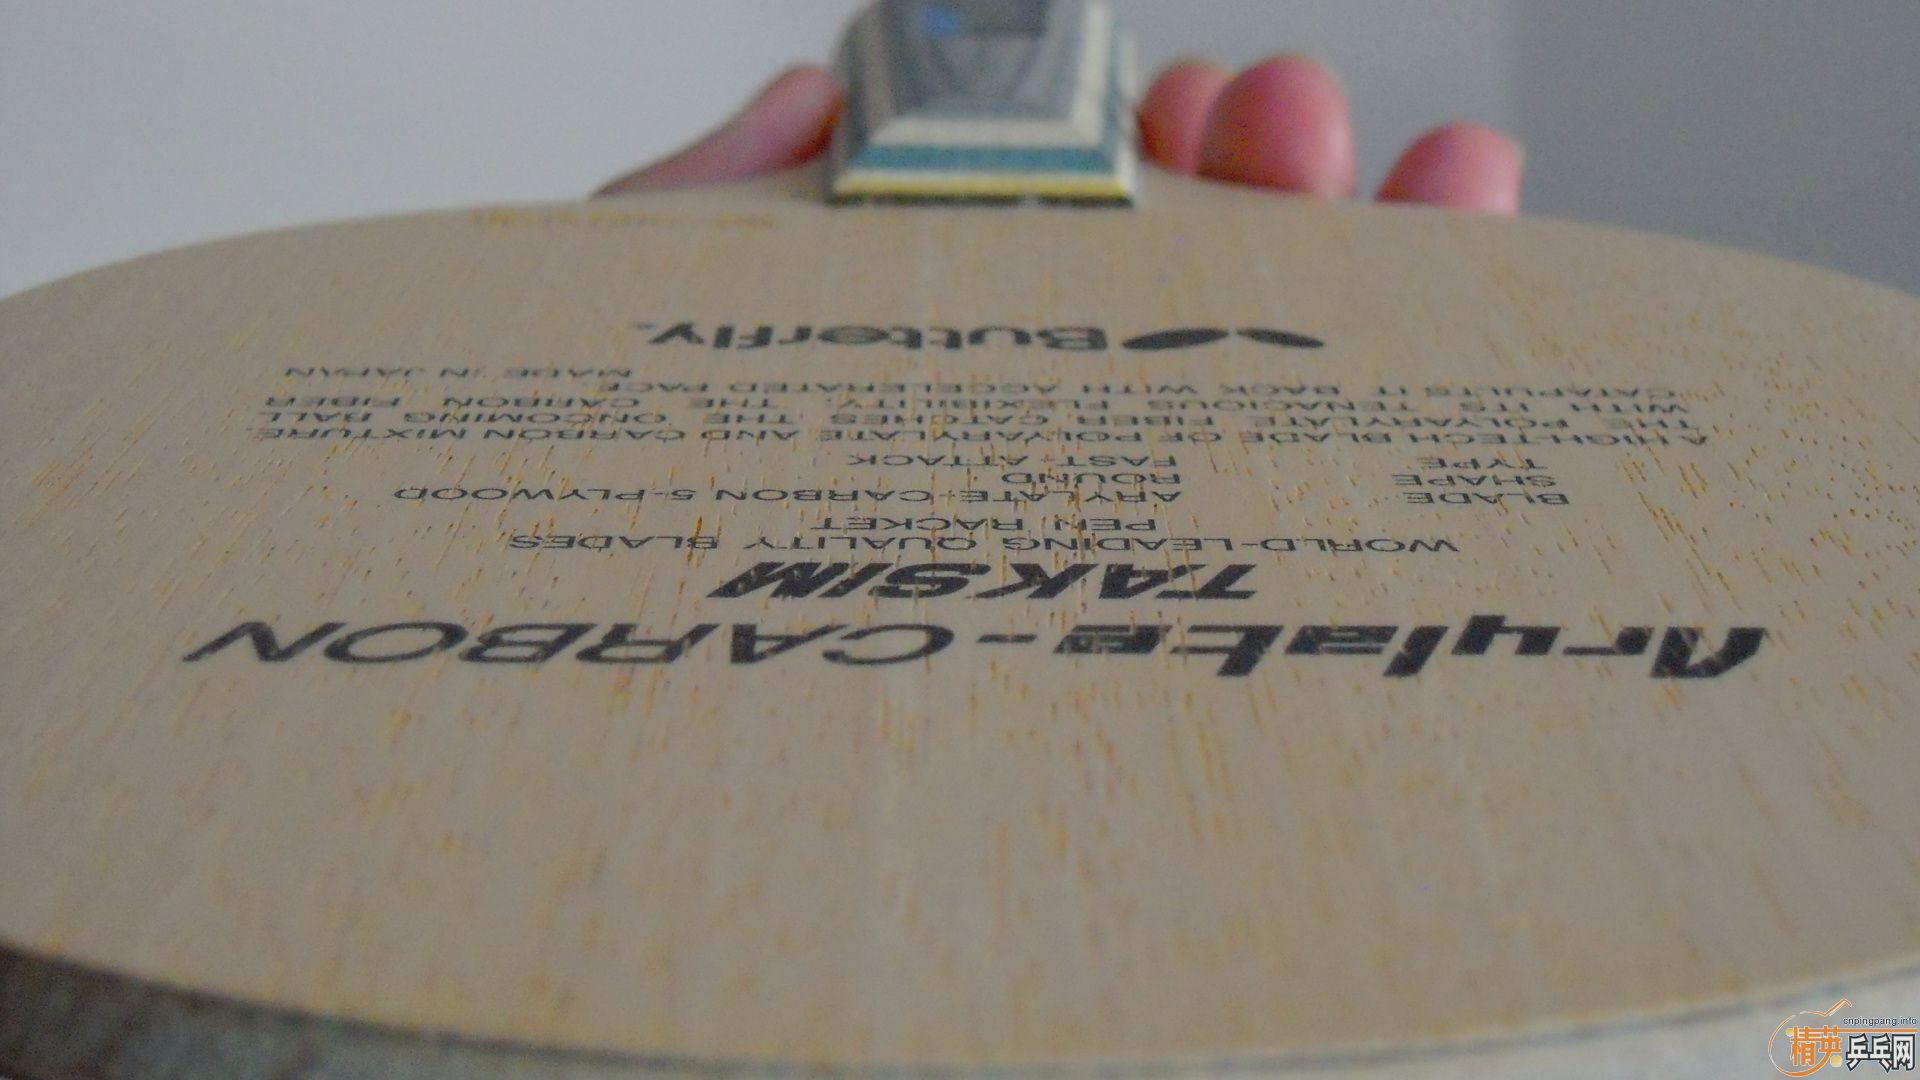 Arylate-CARBON
TAKSIM
WORLD-LEADING QUALITY BLADES
PEN RACKET
BLADE ARYLATE-CARBON 5-PLYWOOD
SHAPE ROUND
TYPE FAST-ATTACK
A HIGH-TECH BLADE OF POLYARYLATE AND CARBON MIXTURE.
THE POLYARYLATE FIBER CATCHES THE ONCOMING BALL
WITH ITS TENACIOUS FLEXIBILITY; THE CARBON FIBER
CATAPULTS IT BACK WITH ACCELERATED PACE.
MADE IN JAPAN
Butterfly.
cnpingpang.info
精英乒乓网